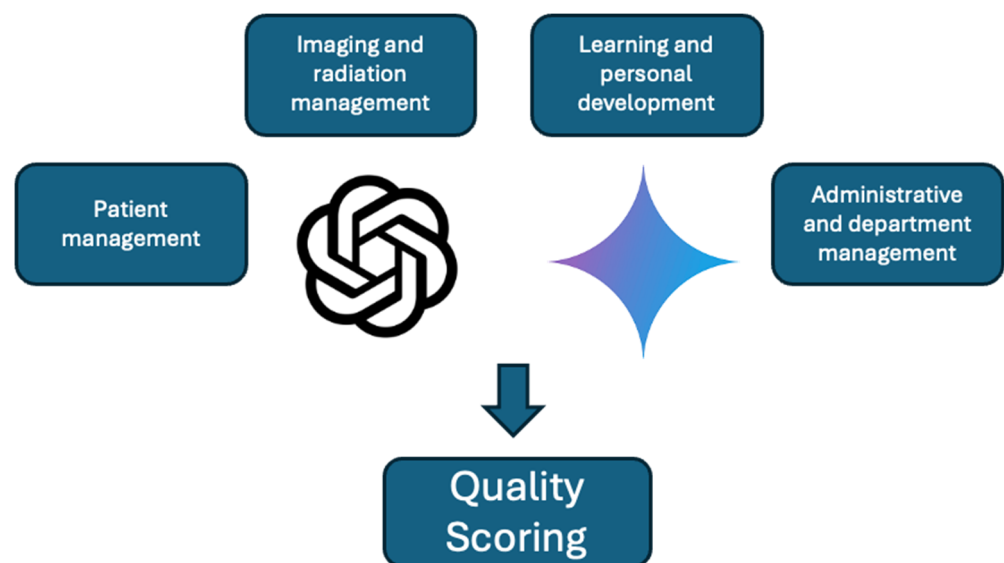 Imaging and
radiation
management
Learning and
personal
development
Patient
management
Administrative
and department
management
Quality
Scoring